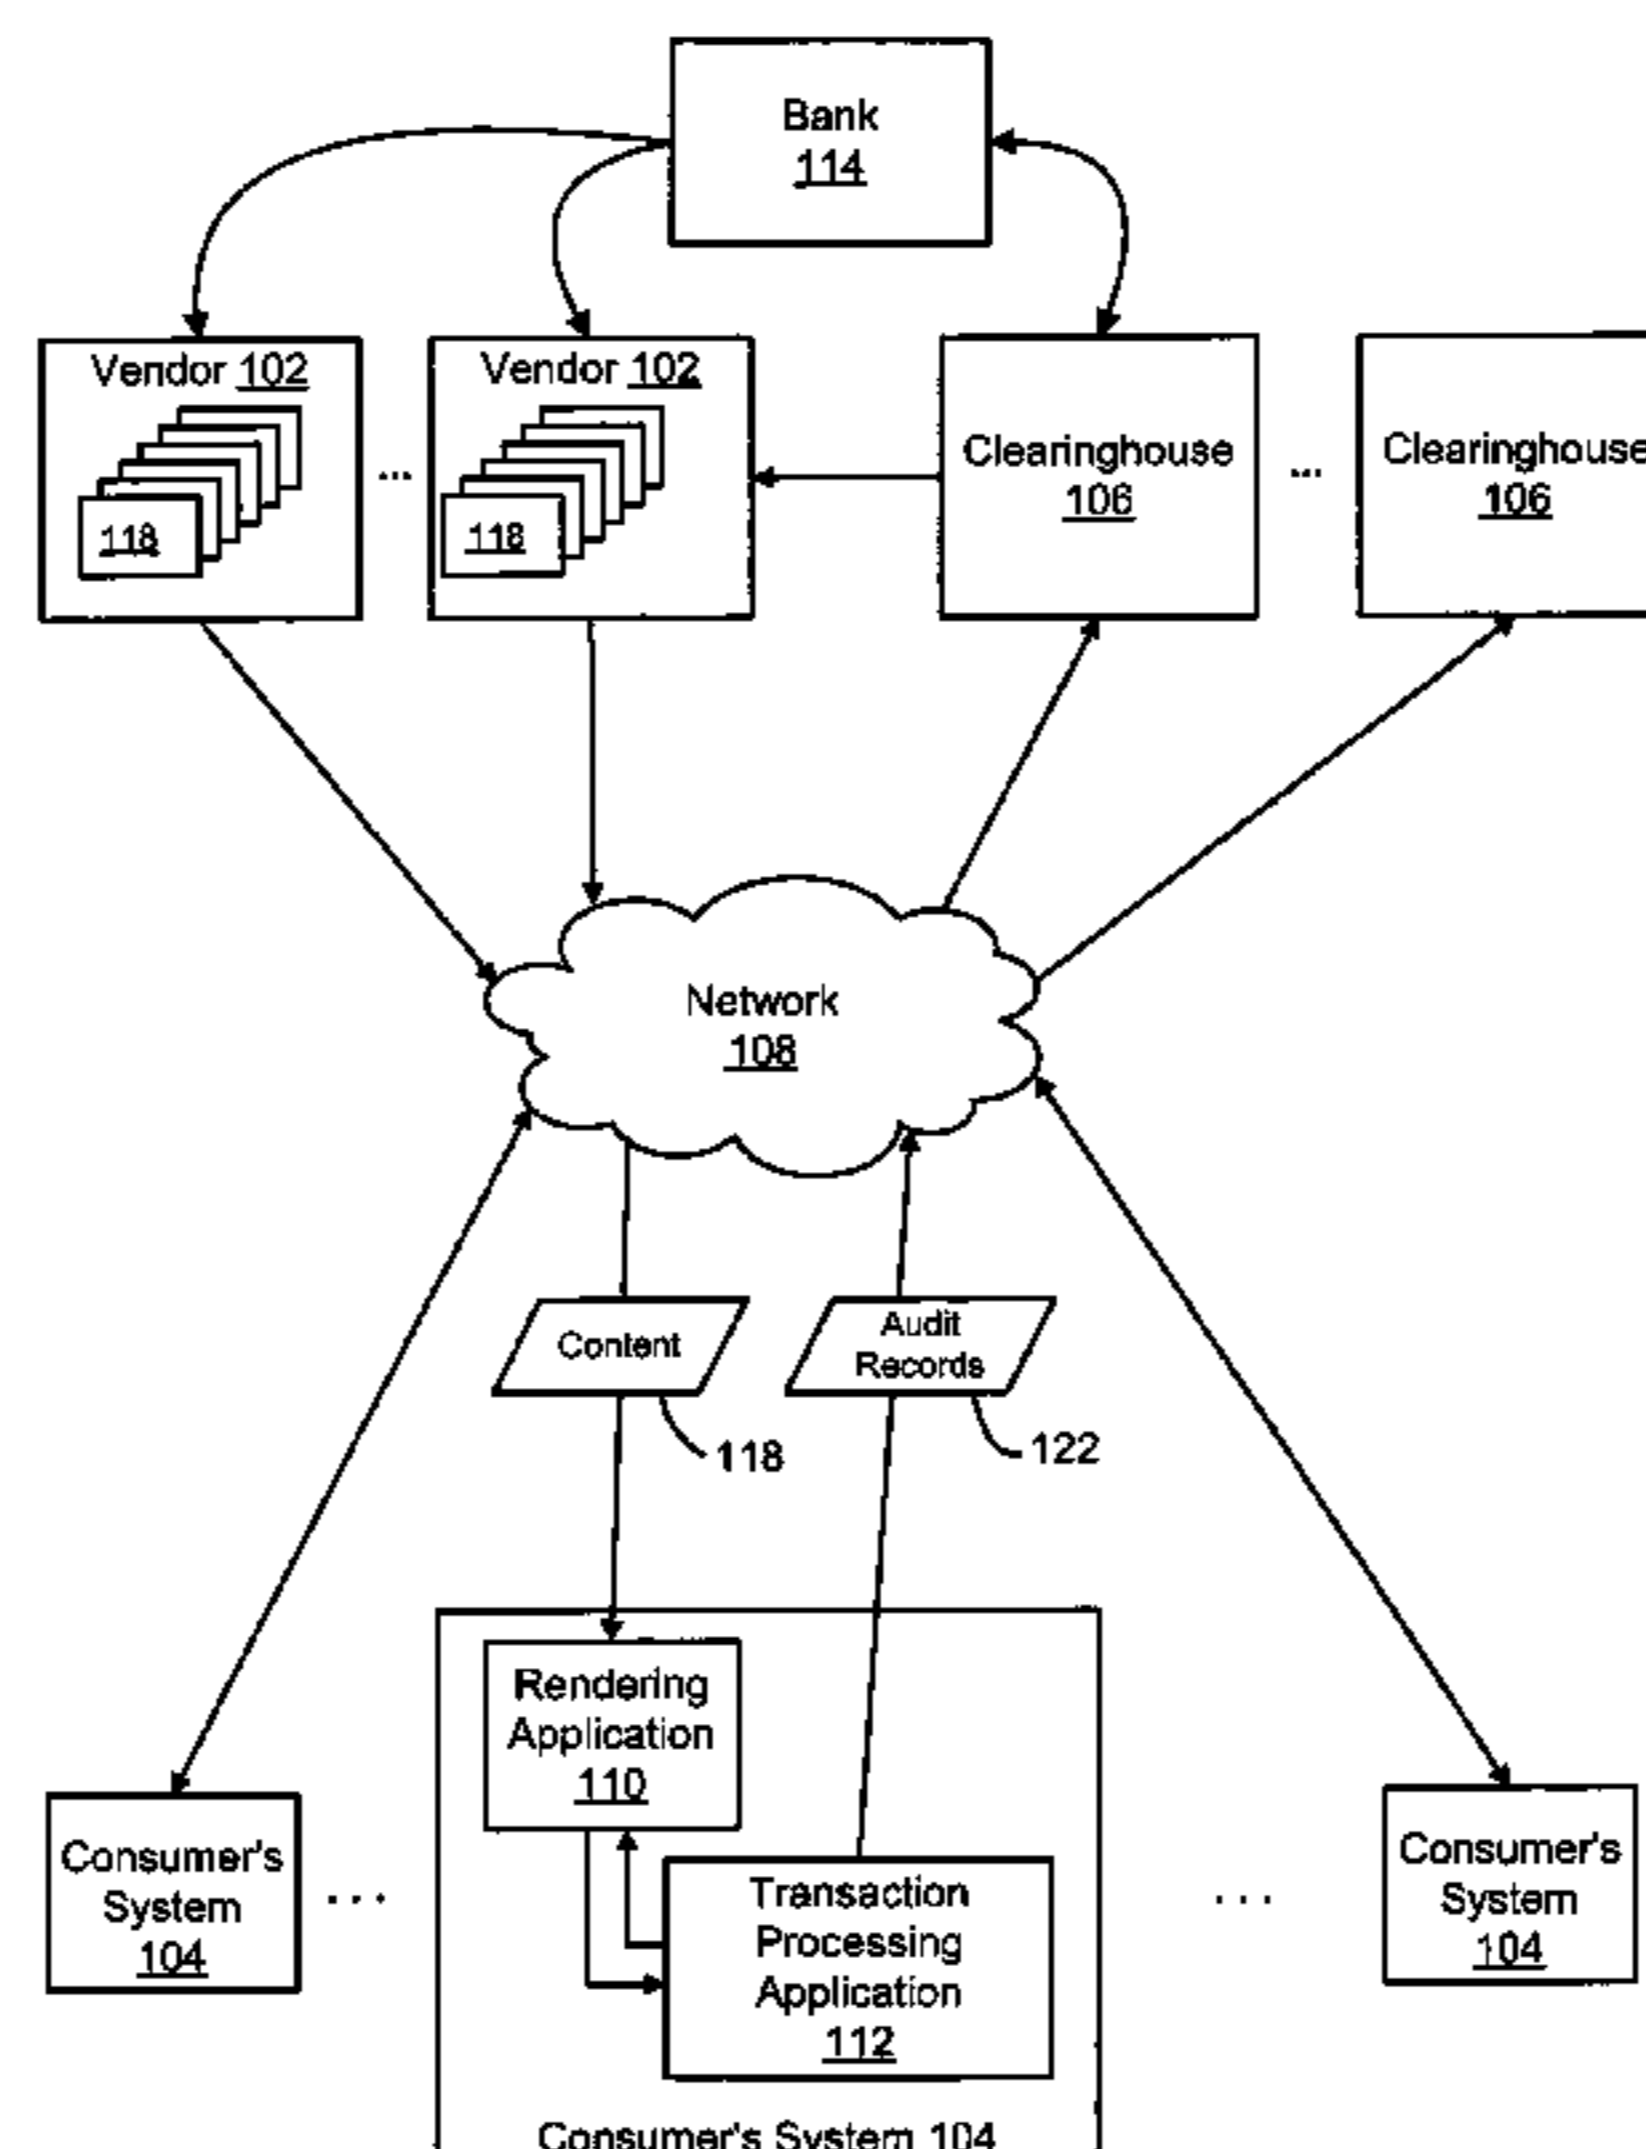 Bank
114
Vendor 102
118
...
Vendor 102
118
Clearinghouse
106
...
Clearinghouse
106
Network
108
Content
118
Audit
Records
122
Rendering
Application
110
Consumer's
System
104
...
Transaction
Processing
Application
112
...
Consumer's
System
104
Consumer's System 104